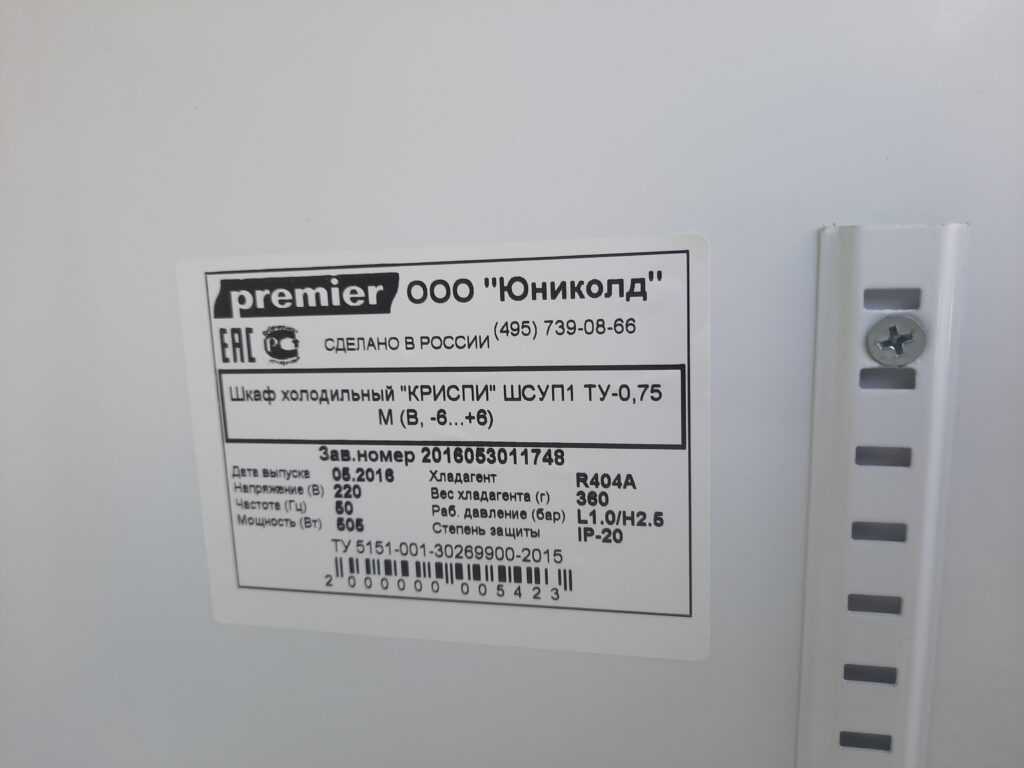 premier ООО "Юниколд"
ЕАС РСТ СДЕЛАНО В РОССИИ (495) 739-08-66
Шкаф холодильный "КРИСПИ" ШСУП1 ТУ-0,75
М (В, -6...+6)
Зав.номер 2016053011748
Дата выпуска 05.2016 Хладагент R404A
Напряжение (В) 220 Вес хладагента (г) 360
Частота (Гц) 50 Раб. давление (бар) L1.0/H2.5
Мощность (Вт) 505 Степень защиты IP-20
ТУ 5151-001-30269900-2015
2 000000 005423